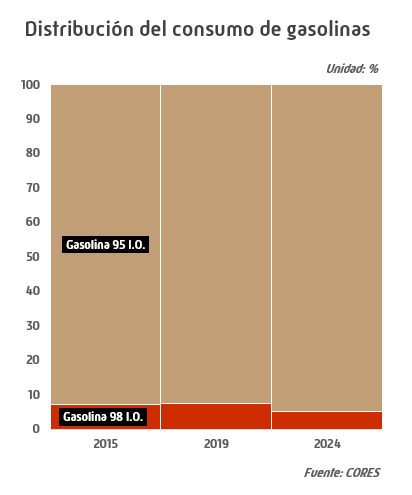 Distribución del consumo de gasolinas
Unidad: %
100
90
80
70
60
50
40
30
20
10
0
Gasolina 95 I.O.
Gasolina 98 I.O.
2015 2019 2024
Fuente: CORES